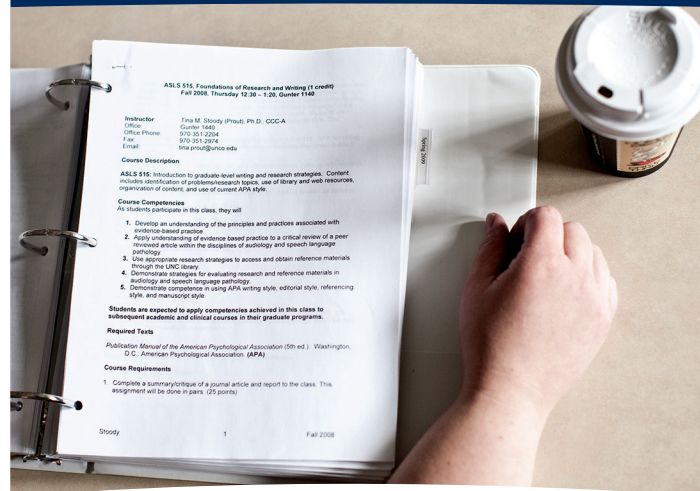 ASLS 515, Foundations of Research and Writing (1 credit)
Fall 2008, Thursday 12:30 – 1:20, Gunter 1140
Instructor Tina M. Stoody (Prout), Ph.D., CCC-A
Office: Gunter 1440
Office Phone: 970-351-2204
Fax: 970-351-2974
Email: tina.prout@unco.edu
Course Description
ASLS 515: Introduction to graduate-level writing and research strategies. Content
includes identification of problems/research topics, use of library and web resources,
organization of content, and use of current APA style.
Course Competencies
As students participate in this class, they will
1. Develop an understanding of the principles and practices associated with
evidence-based practice.
2. Apply understanding of evidence based practice to a critical review of a peer
reviewed article within the disciplines of audiology and speech language
pathology.
3. Use appropriate research strategies to access and obtain reference materials
through the UNC library.
4. Demonstrate strategies for evaluating research and reference materials in
audiology and speech language pathology.
5. Demonstrate competence in using APA writing style, editorial style, referencing
style, and manuscript style.
Students are expected to apply competencies achieved in this class to
subsequent academic and clinical courses in their graduate programs.
Required Texts
Publication Manual of the American Psychological Association (5th ed.). Washington,
D.C.: American Psychological Association. (APA)
Course Requirements
1. Complete a summary/critique of a journal article and report to the class. This
assignment will be done in pairs. (25 points)
Stoody 1 Fall 2008
Spring 2009